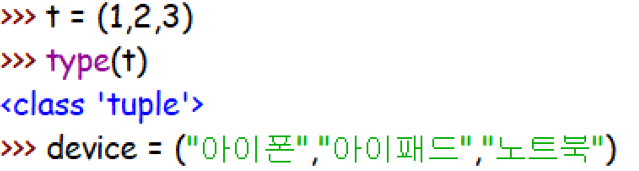 >>> t = (1,2,3)
>>> type(t)
<class 'tuple'>
>>> device = ("아이폰","아이패드","노트북")